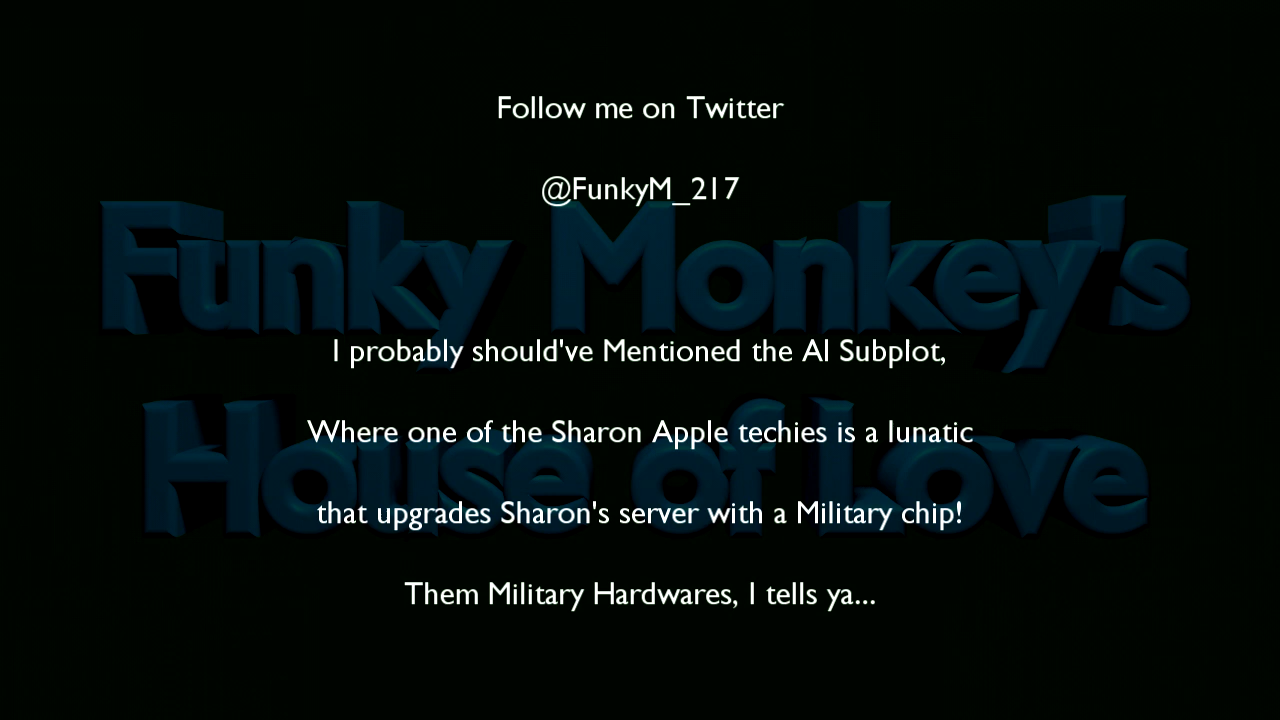 Follow me on Twitter
@FunkyM_217
Funky Monkey's
I probably should've Mentioned the AI Subplot,
Where one of the Sharon Apple techies is a lunatic
House of Love
that upgrades Sharon's server with a Military chip!
Them Military Hardwares, I tells ya...